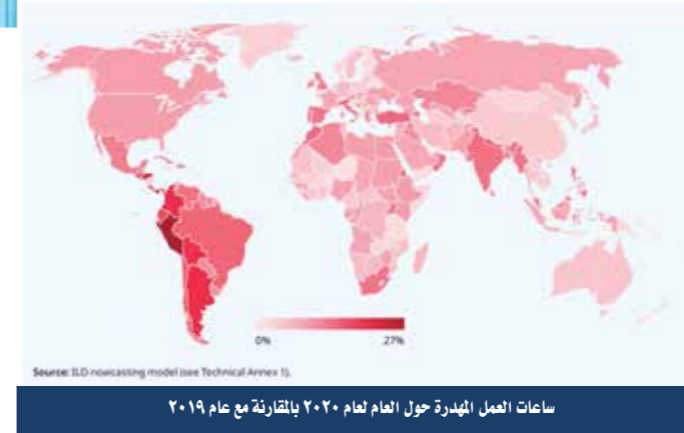 0%
27%
Source: ILO nowcasting model (see Technical Annex 1).
ساعات العمل المهدرة حول العام لعام ٢٠٢٠ بالمقارنة مع عام ٢٠١٩